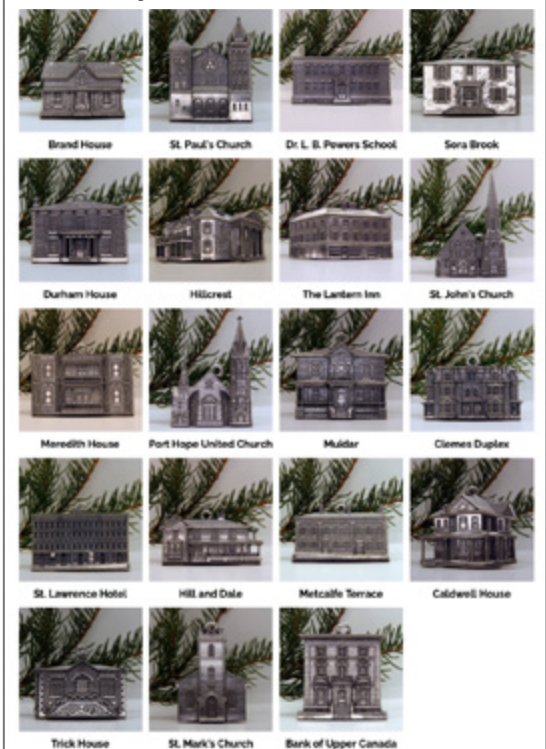 Brand House
St. Paul's Church
Dr. L. B. Powers School
Sora Brook
Durham House
Hillcrest
The Lantern Inn
St. John's Church
Meredith House
Port Hope United Church
Muidar
Clemes Duplex
St. Lawrence Hotel
Hill and Dale
Metcalfe Terrace
Caldwell House
Trick House
St. Mark's Church
Bank of Upper Canada